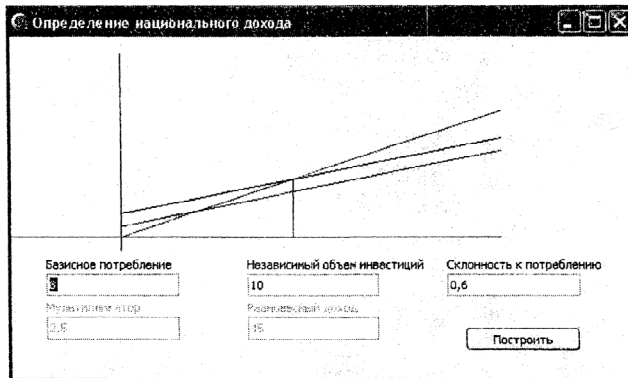 Определение национального дохода
Базисное потребление
Независимый объем инвестиций
Склонность к потреблению
8
10
0,6
Мультипликатор
Равновесный доход
2,5
45
Построить